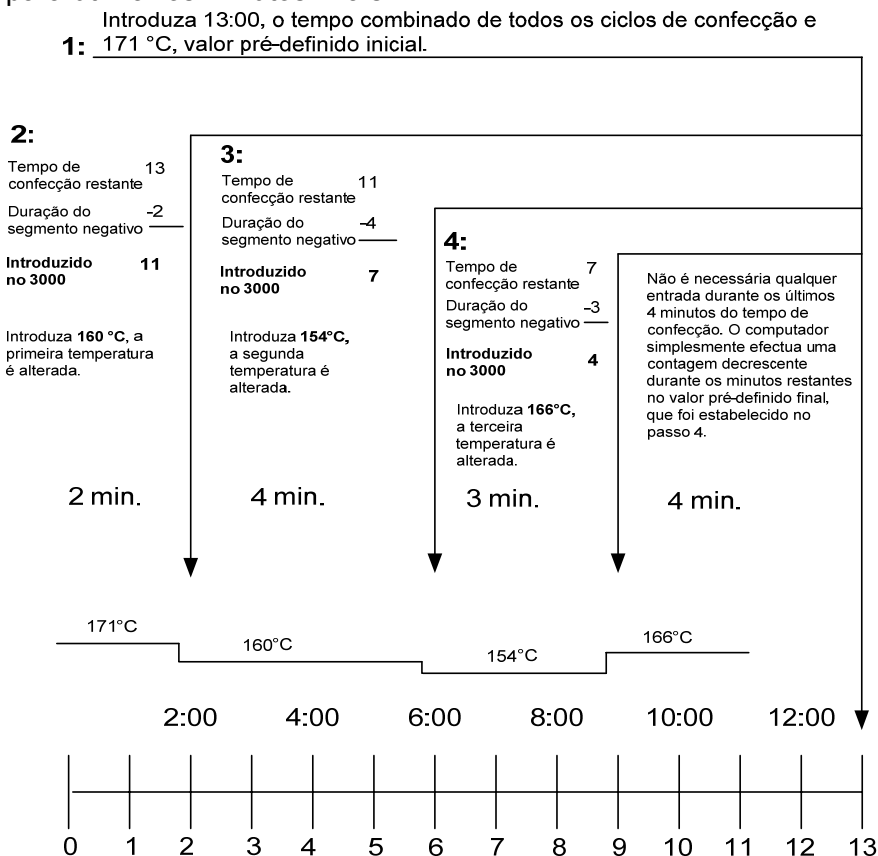 Introduza 13:00, o tempo combinado de todos os ciclos de confecção e
1: 171 °C, valor pré-definido inicial.
2:
Tempo de 13
confecção restante
Duração do -2
segmento negativo
Introduzido 11
no 3000
Introduza 160 °C, a
primeira temperatura
é alterada.
2 min.
3:
Tempo de 11
confecção restante
Duração do -4
segmento negativo
Introduzido
no 3000 7
Introduza 154°C,
a segunda
temperatura é
alterada.
4 min.
4:
Tempo de 7
confecção restante
Duração do -3
segmento negativo
Introduzido 4
no 3000
Introduza 166°C,
a terceira
temperatura é
alterada.
3 min.
Não é necessária qualquer
entrada durante os últimos
4 minutos do tempo de
confecção. O computador
simplesmente efectua uma
contagem decrescente
durante os minutos restantes
no valor pré-definido final,
que foi estabelecido no
passo 4.
4 min.
171°C
160°C
154°C
166°C
2:00 4:00 6:00 8:00 10:00 12:00
0 1 2 3 4 5 6 7 8 9 10 11 12 13